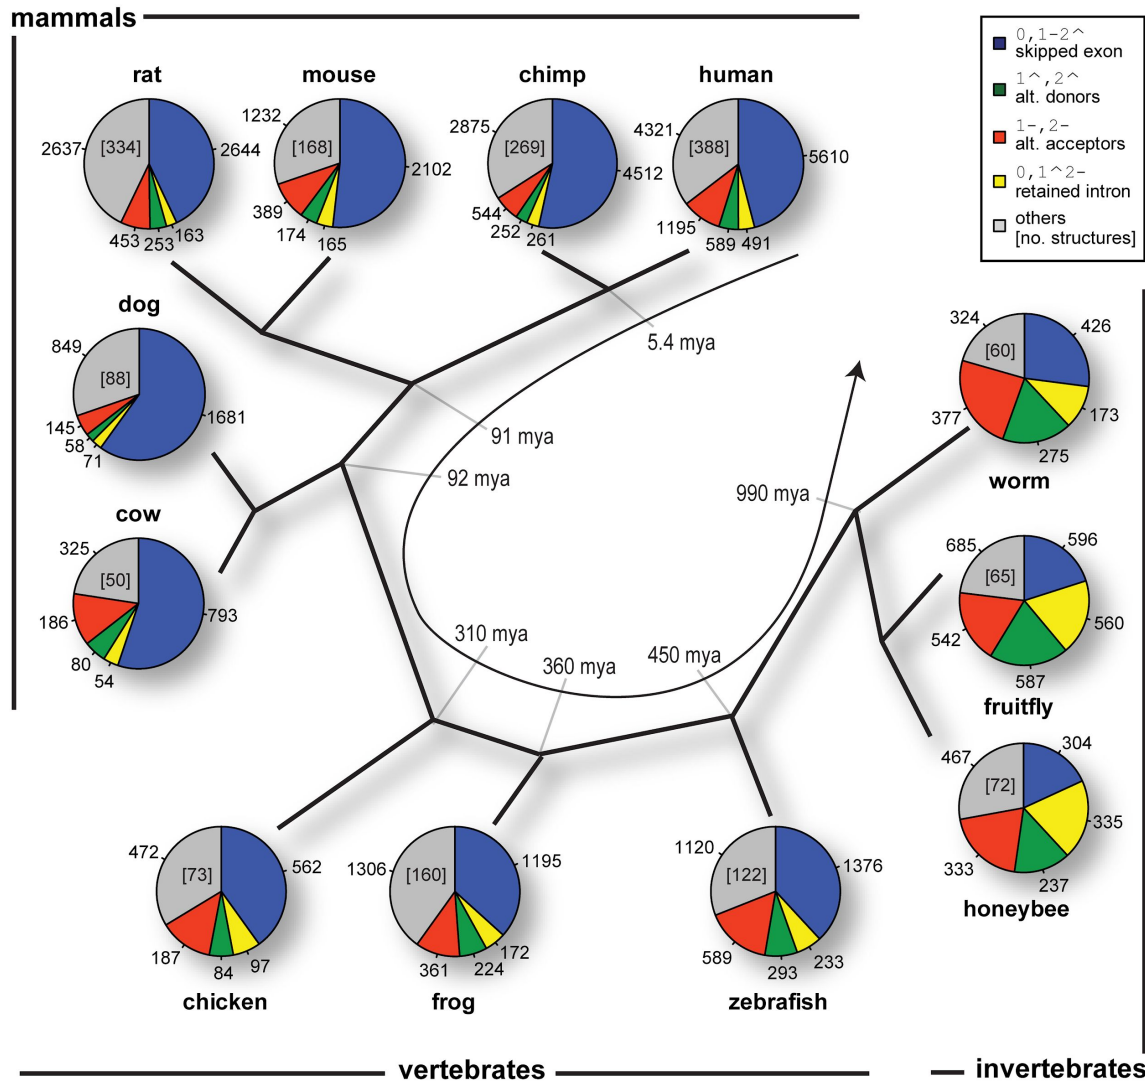 mammals
0,1-2^
skipped exon
1^,2^
alt. donors
1-,2-
alt. acceptors
0,1^2-
retained intron
others
[no. structures]
rat
2637
[334]
2644
453
253
163
mouse
1232
[168]
2102
389
174
165
chimp
2875
[269]
4512
544
252
261
human
4321
[388]
5610
1195
589
491
dog
849
[88]
1681
145
58
71
cow
325
[50]
793
186
80
54
5.4 mya
91 mya
92 mya
990 mya
310 mya
360 mya
450 mya
324
[60]
426
377
173
275
worm
685
[65]
596
542
560
587
fruitfly
467
[72]
304
333
335
237
honeybee
472
[73]
562
187
84
97
chicken
1306
[160]
1195
361
224
172
frog
1120
[122]
1376
589
293
233
zebrafish
vertebrates
invertebrates